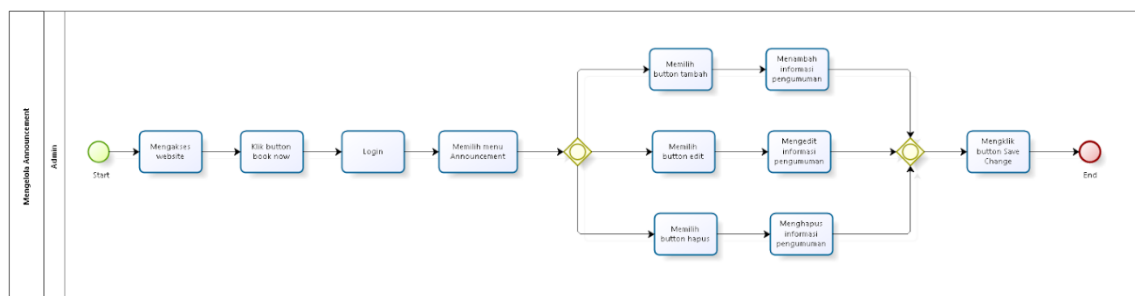 Mengelola Announcement
Admin
Start
Mengakses
website
Klik button
book now
Login
Memilih menu
Announcement
Memilih
button tambah
Menambah
informasi
pengumuman
Memilih
button edit
Mengedit
informasi
pengumuman
Memilih
button hapus
Menghapus
informasi
pengumuman
Mengklik
button Save
Change
End